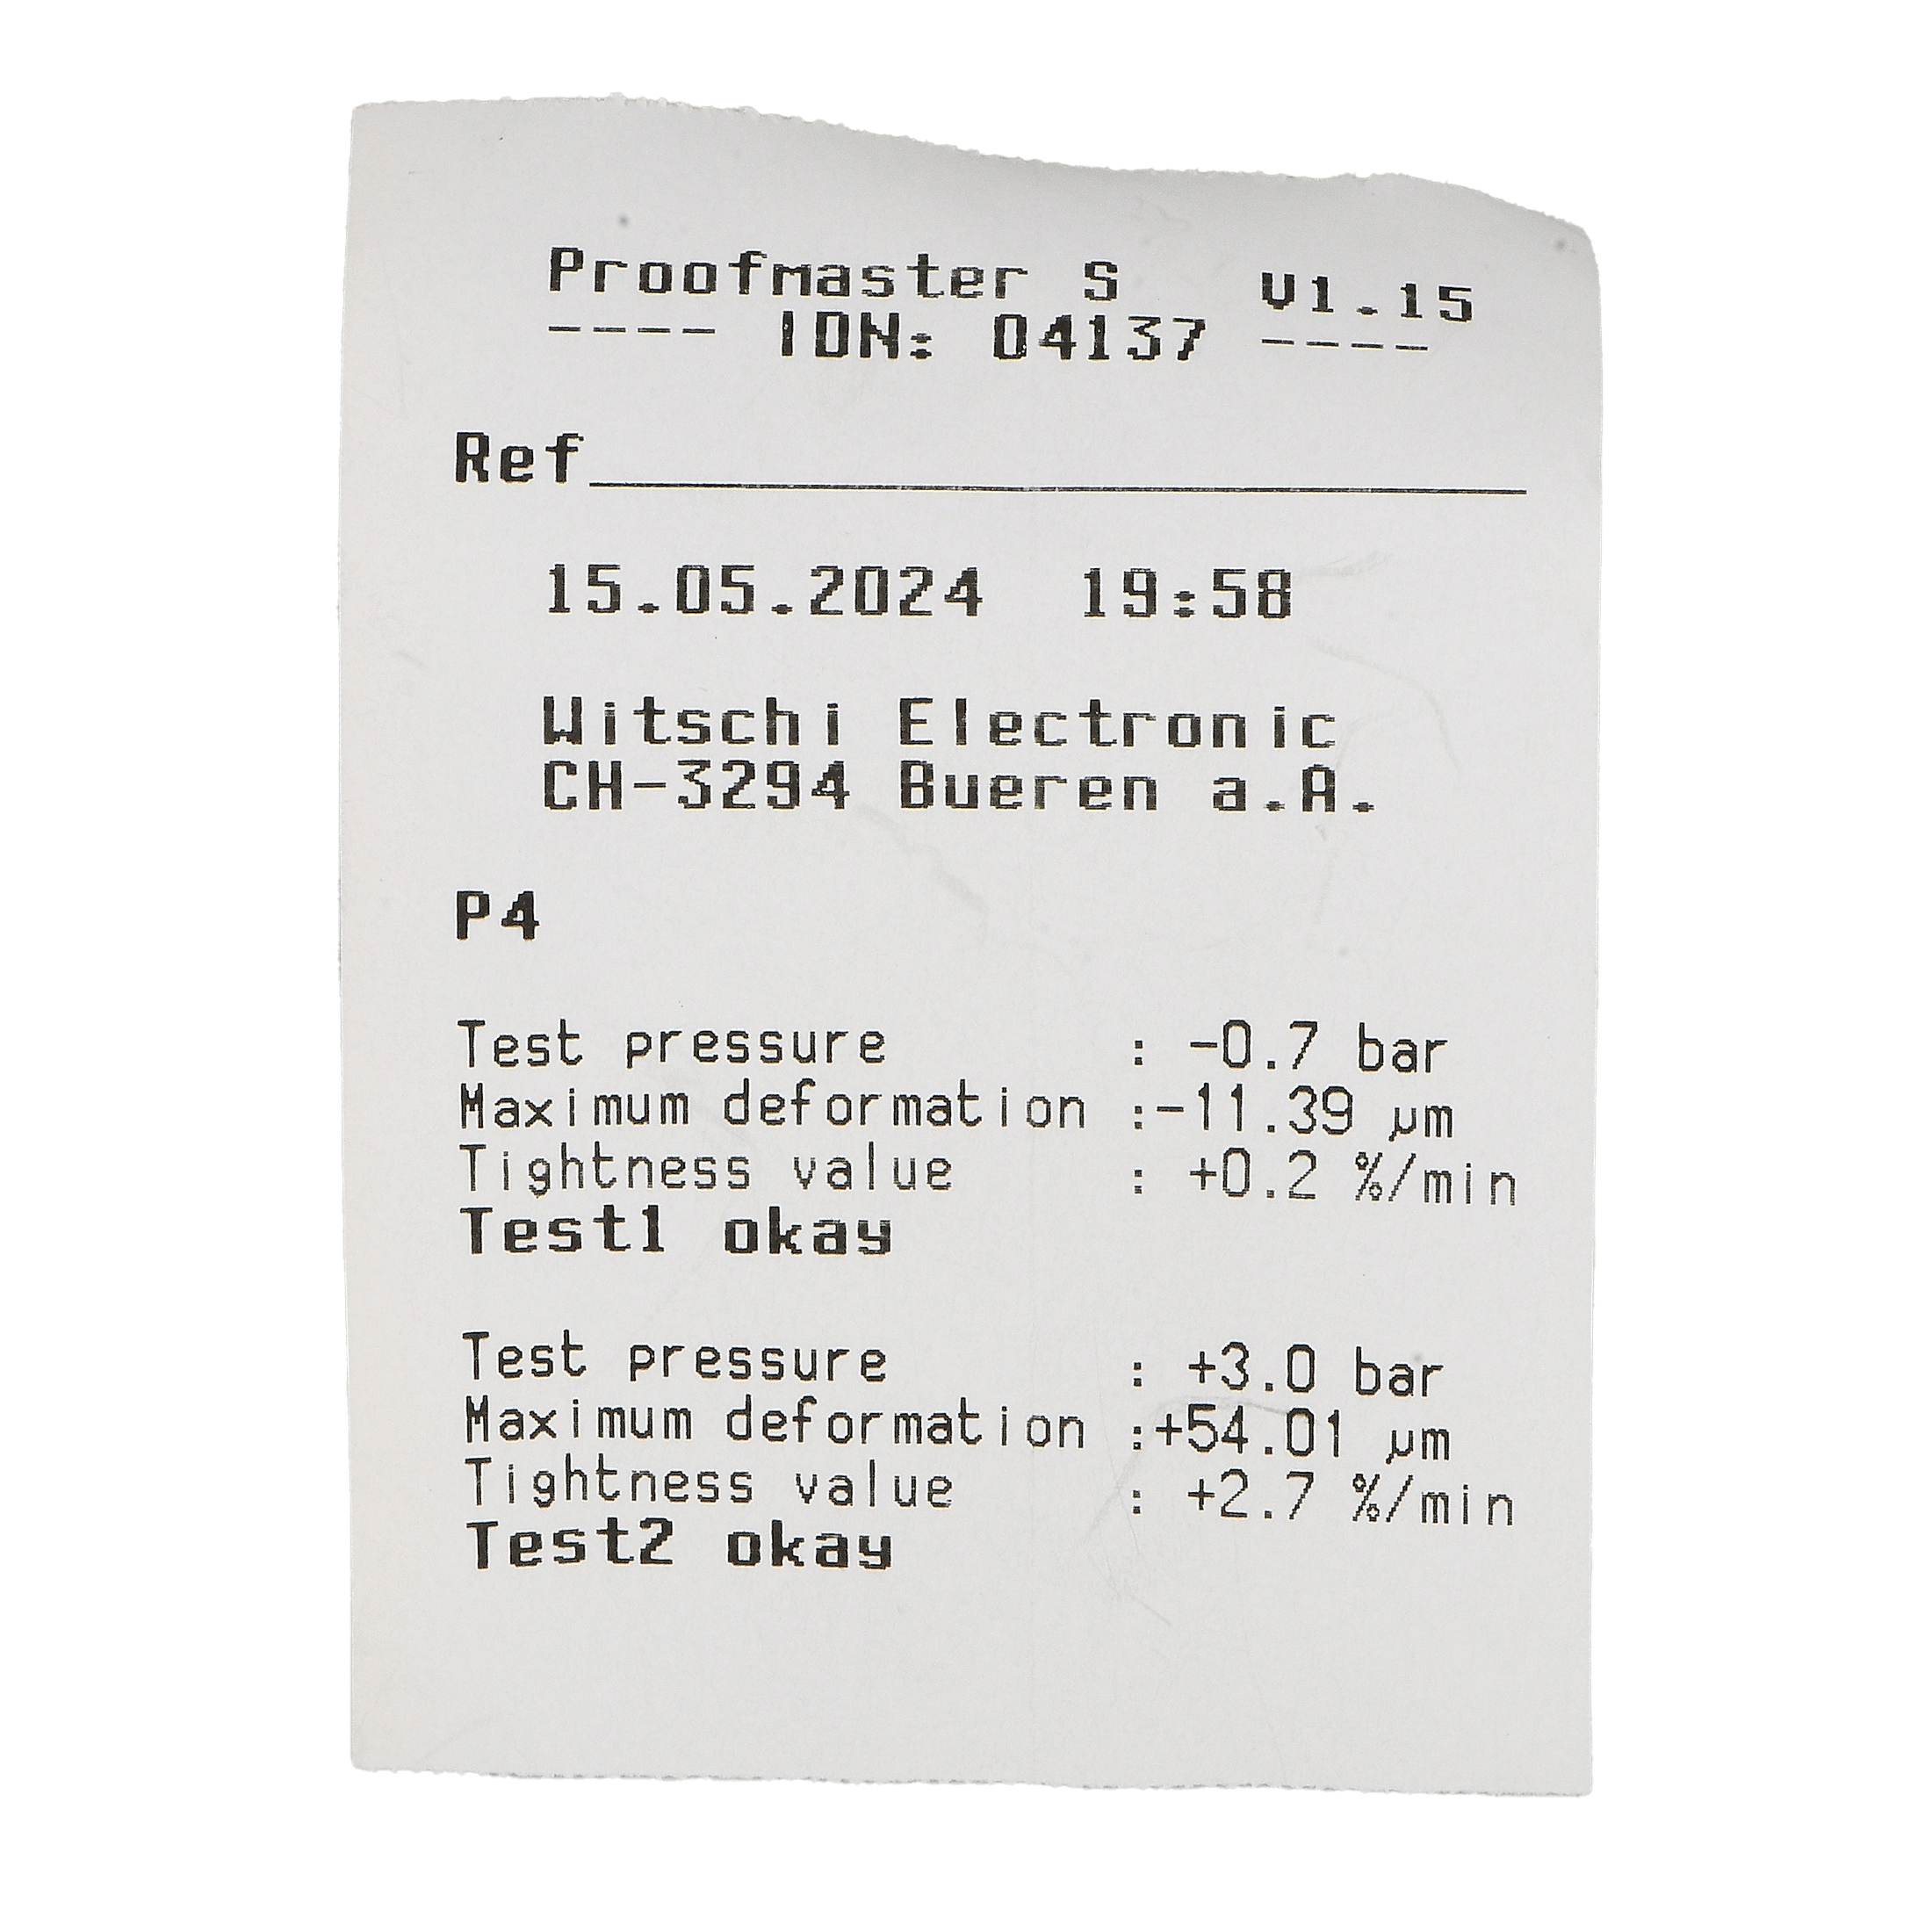 Proofmaster S V1.15
---- IDN: 04137 ----
Ref
15.05.2024 19:58
Witschi Electronic
CH-3294 Bueren a.A.
P4
Test pressure : -0.7 bar
Maximum deformation :-11.39 µm
Tightness value : +0.2 %/min
Test1 okay
Test pressure : +3.0 bar
Maximum deformation :+54.01 µm
Tightness value : +2.7 %/min
Test2 okay